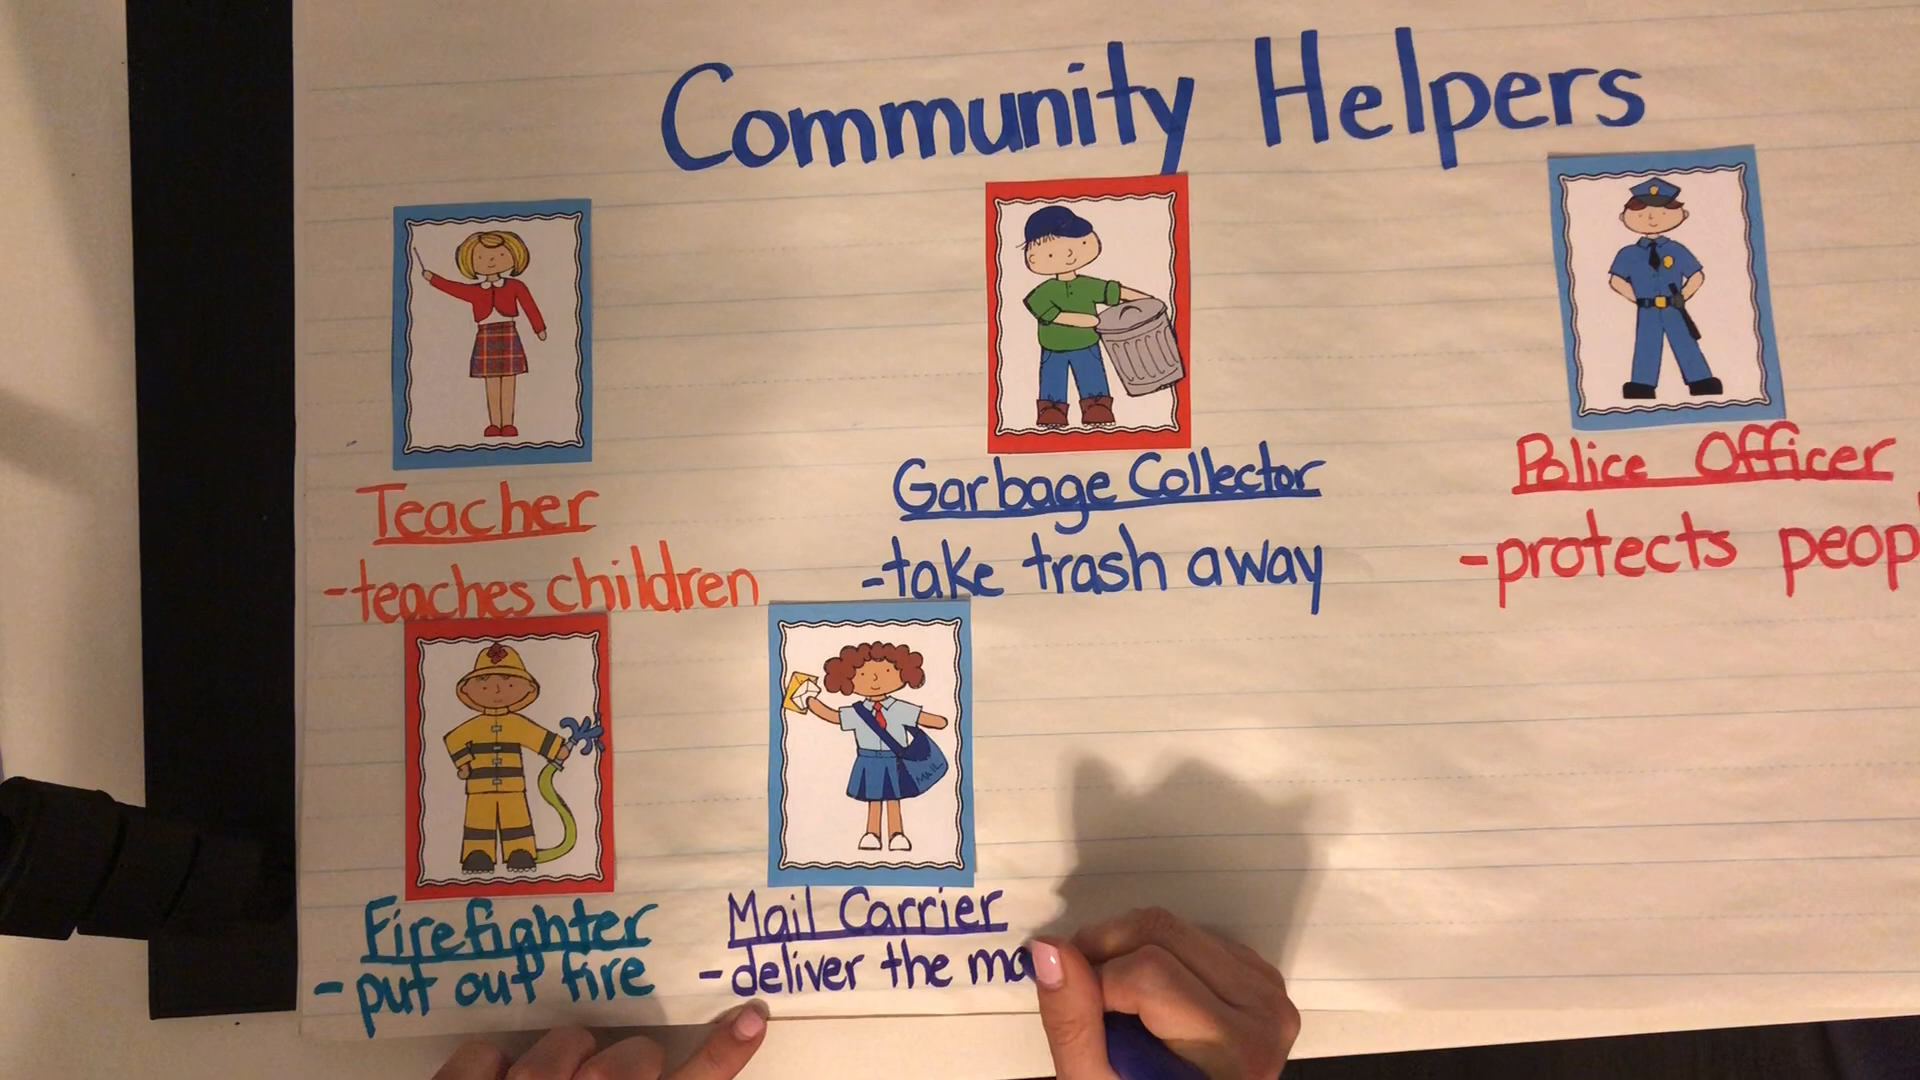 Community Helpers
Teacher
-teaches children
Garbage Collector
-take trash away
Police Officer
-protects peop
Firefighter
-put out fire
Mail Carrier
-deliver the ma
MAIL